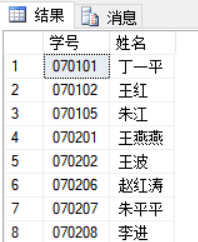 结果 消息
学号 姓名
1 070101 丁一平
2 070102 王红
3 070105 朱江
4 070201 王燕燕
5 070202 王波
6 070206 赵红涛
7 070207 朱平平
8 070208 李进